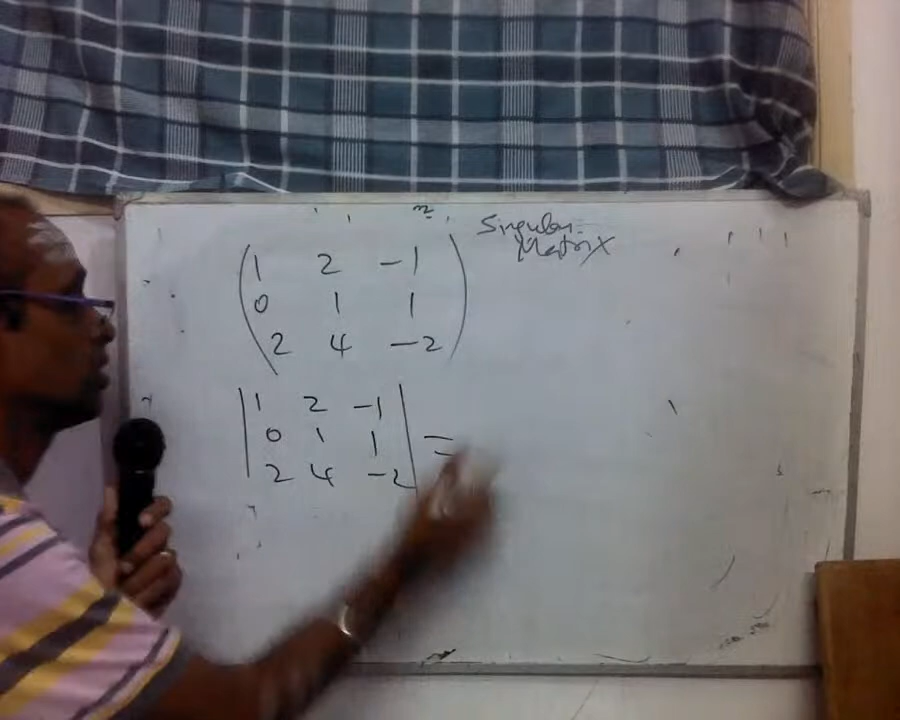 Singular
Matrix
1 2 -1
0 1 1
2 4 -2
1 2 -1
0 1 1 =
2 4 -2